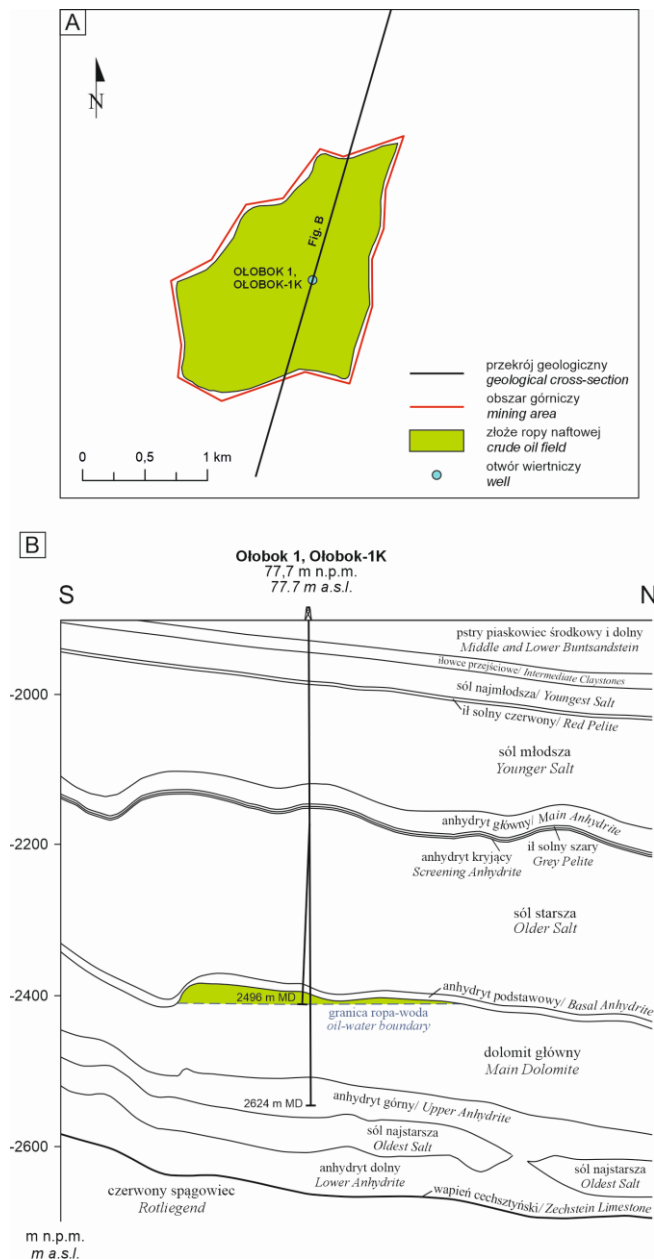 A
N
Fig. B
OŁOBOK 1,
OŁOBOK-1K
przekrój geologiczny
geological cross-section
obszar górniczy
mining area
złoże ropy naftowej
crude oil field
otwór wiertniczy
well
0 0,5 1 km
B
Ołobok 1, Ołobok-1K
77,7 m n.p.m.
77.7 m a.s.l.
S N
pstry piaskowiec środkowy i dolny
Middle and Lower Buntsandstein
iłowce przejściowe/ Intermediate Claystones
sól najmłodsza/ Youngest Salt
ił solny czerwony/ Red Pelite
-2000
sól młodsza
Younger Salt
anhydryt główny/ Main Anhydrite
-2200
anhydryt kryjący
Screening Anhydrite
ił solny szary
Grey Pelite
sól starsza
Older Salt
anhydryt podstawowy/ Basal Anhydrite
-2400
2496 m MD
granica ropa-woda
oil-water boundary
dolomit główny
Main Dolomite
anhydryt górny/ Upper Anhydrite
2624 m MD
-2600
sól najstarsza
Oldest Salt
anhydryt dolny
Lower Anhydrite
sól najstarsza
Oldest Salt
czerwony spągowiec
Rotliegend
wapień cechsztyński/ Zechstein Limestone
m n.p.m.
m a.s.l.